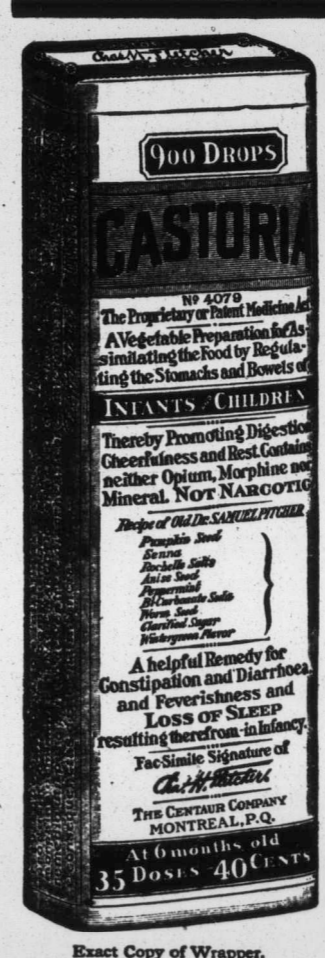 Chas H. Fletcher
900 DROPS
CASTORIA
Nº 4079
The Proprietary or Patent Medicine Act
A Vegetable Preparation for As-
similating the Food by Regula-
ting the Stomachs and Bowels of
INFANTS & CHILDREN
Thereby Promoting Digestion
Cheerfulness and Rest. Contains
neither Opium, Morphine nor
Mineral. NOT NARCOTIC
Recipe of Old Dr. SAMUEL PITCHER
Pumpkin Seed
Senna
Rochelle Salts
Anise Seed
Peppermint
Bi-Carbonate Soda
Worm Seed
Clarified Sugar
Wintergreen Flavor
A helpful Remedy for
Constipation and Diarrhoea.
and Feverishness and
LOSS OF SLEEP
resulting therefrom-in Infancy.
Fac-Simile Signature of
Chas H. Fletcher.
THE CENTAUR COMPANY
MONTREAL, P.Q.
At 6 months old
35 DOSES - 40 CENTS
Exact Copy of Wrapper.